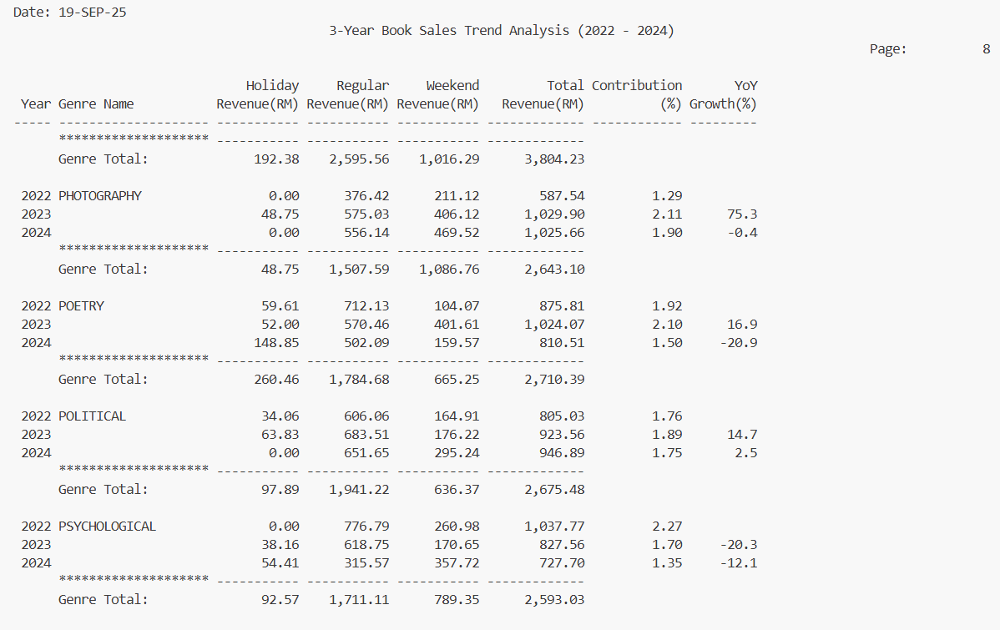 Date: 19-SEP-25
3-Year Book Sales Trend Analysis (2022 - 2024)
Page:          8
                              Holiday     Regular     Weekend         Total Contribution       YoY
 Year Genre Name           Revenue(RM) Revenue(RM) Revenue(RM)   Revenue(RM)          (%) Growth(%)
----- -------------------- ----------- ----------- ----------- ------------- ------------ ---------
      ******************** ----------- ----------- ----------- -------------
      Genre Total:              192.38    2,595.56    1,016.29      3,804.23
 2022 PHOTOGRAPHY                 0.00      376.42      211.12        587.54         1.29
 2023                            48.75      575.03      406.12      1,029.90         2.11      75.3
 2024                             0.00      556.14      469.52      1,025.66         1.90      -0.4
      ******************** ----------- ----------- ----------- -------------
      Genre Total:               48.75    1,507.59    1,086.76      2,643.10
 2022 POETRY                     59.61      712.13      104.07        875.81         1.92
 2023                            52.00      570.46      401.61      1,024.07         2.10      16.9
 2024                           148.85      502.09      159.57        810.51         1.50     -20.9
      ******************** ----------- ----------- ----------- -------------
      Genre Total:              260.46    1,784.68      665.25      2,710.39
 2022 POLITICAL                  34.06      606.06      164.91        805.03         1.76
 2023                            63.83      683.51      176.22        923.56         1.89      14.7
 2024                             0.00      651.65      295.24        946.89         1.75       2.5
      ******************** ----------- ----------- ----------- -------------
      Genre Total:               97.89    1,941.22      636.37      2,675.48
 2022 PSYCHOLOGICAL               0.00      776.79      260.98      1,037.77         2.27
 2023                            38.16      618.75      170.65        827.56         1.70     -20.3
 2024                            54.41      315.57      357.72        727.70         1.35     -12.1
      ******************** ----------- ----------- ----------- -------------
      Genre Total:               92.57    1,711.11      789.35      2,593.03